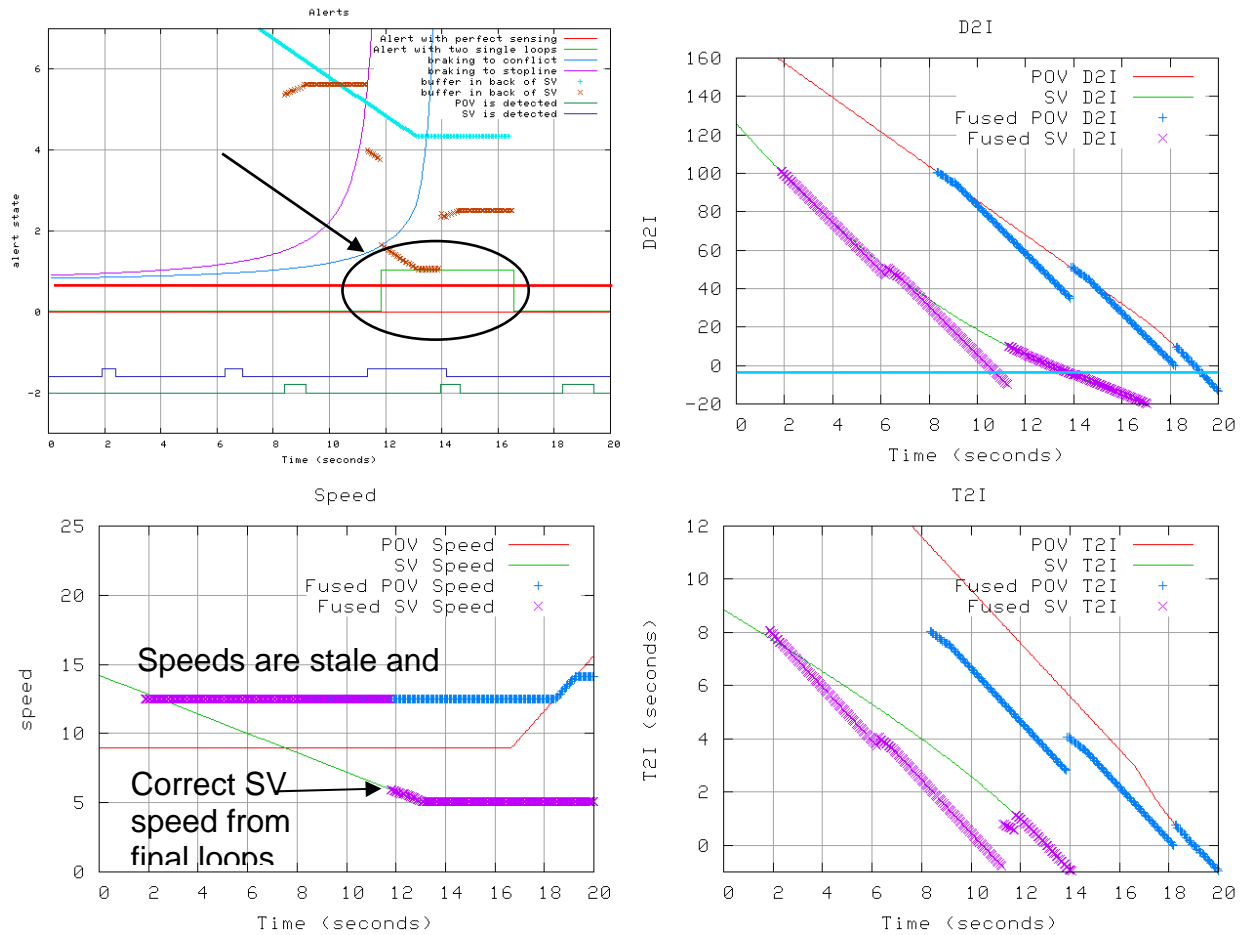 Alerts
Alert with perfect sensing
Alert with two single loops
braking to conflict
braking to stopline
buffer in back of SV
buffer in back of SV
POV is detected
SV is detected
6
4
2
0
-2
alert state
0 2 4 6 8 10 12 14 16 18 20
Time (seconds)
D2I
POV D2I
SV D2I
Fused POV D2I
Fused SV D2I
160
140
120
100
80
60
40
20
0
-20
D2I
0 2 4 6 8 10 12 14 16 18 20
Time (seconds)
Speed
POV Speed
SV Speed
Fused POV Speed
Fused SV Speed
25
20
15
10
5
0
speed
Speeds are stale and
Correct SV
speed from
final loops
0 2 4 6 8 10 12 14 16 18 20
Time (seconds)
T2I
POV T2I
SV T2I
Fused POV T2I
Fused SV T2I
12
10
8
6
4
2
0
T2I (seconds)
0 2 4 6 8 10 12 14 16 18 20
Time (seconds)